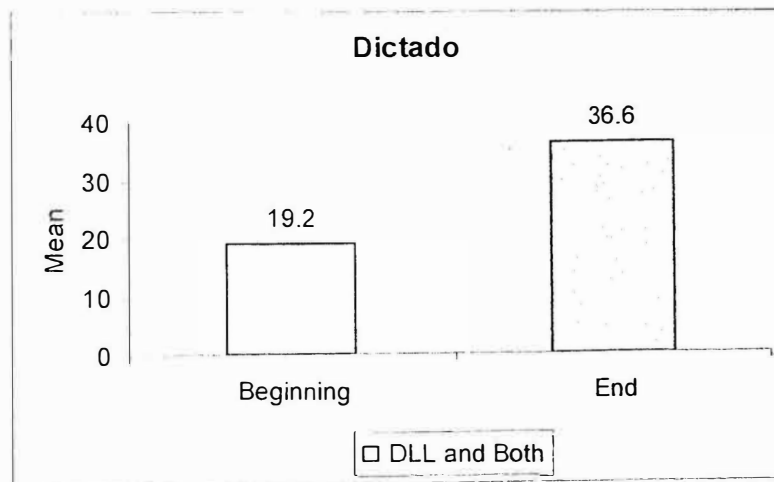 Dictado
36.6
40
30
19.2
20
10
0
Mean
Beginning End
DLL and Both